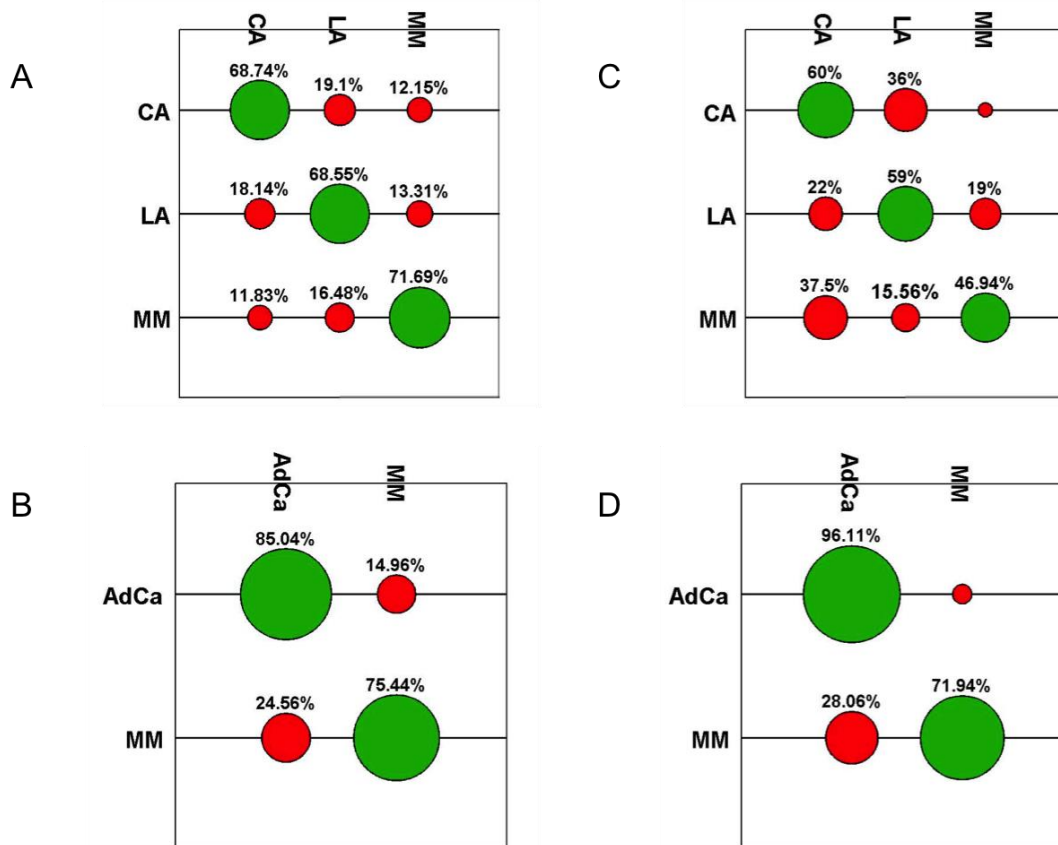 A
CA LA MM
68.74% 19.1% 12.15%
CA
18.14% 68.55% 13.31%
LA
11.83% 16.48% 71.69%
MM
C
CA LA MM
60% 36%
CA
22% 59% 19%
LA
37.5% 15.56% 46.94%
MM
B
AdCa MM
85.04% 14.96%
AdCa
24.56% 75.44%
MM
D
AdCa MM
96.11%
AdCa
28.06% 71.94%
MM